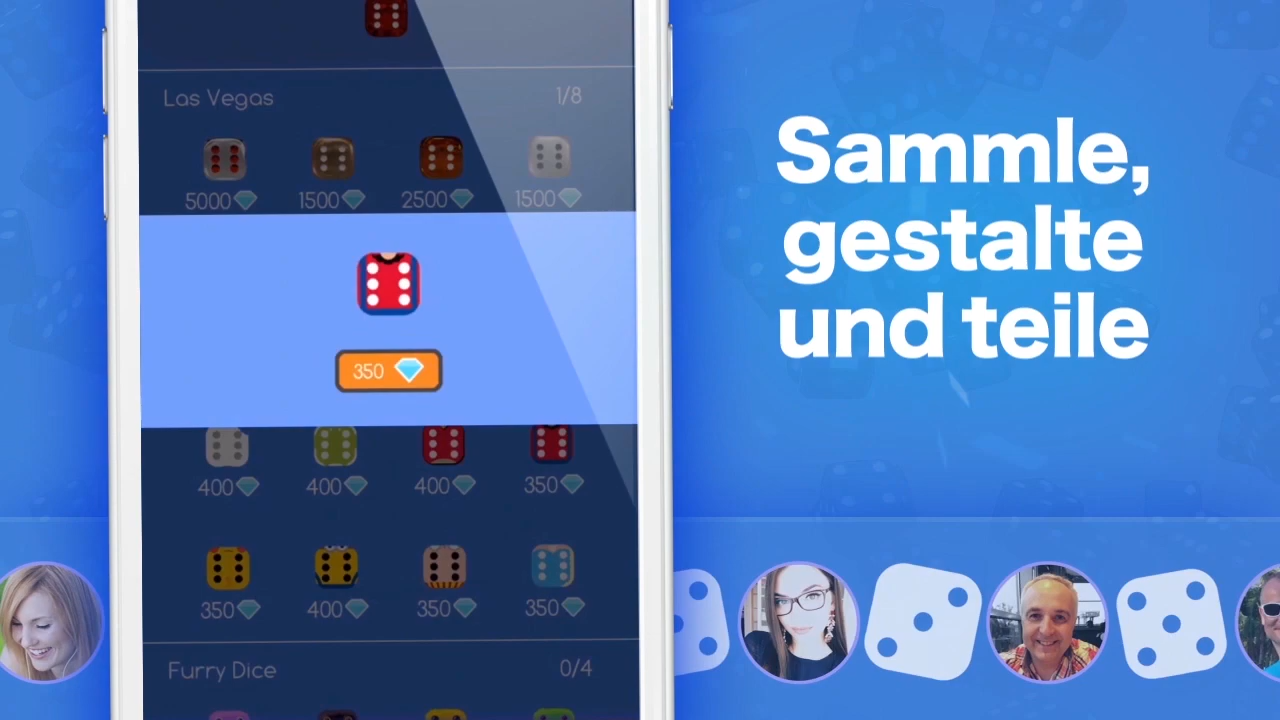 Las Vegas 1/8
5000 1500 2500 1500
350
400 400 400 350
350 400 350 350
Furry Dice 0/4
Sammle,
gestalte
und teile